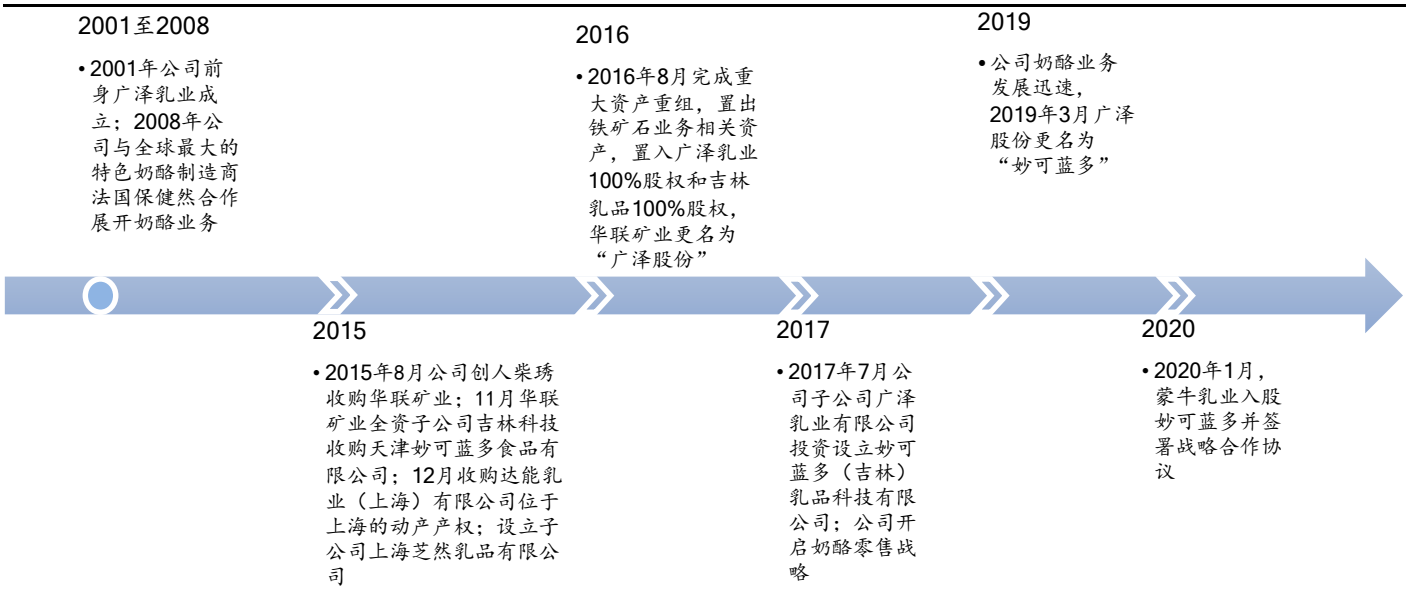 2001至2008
•2001年公司前
身广泽乳业成
立；2008年公
司与全球最大的
特色奶酪制造商
法国保健然合作
展开奶酪业务
2015
•2015年8月公司创人柴琇
收购华联矿业；11月华联
矿业全资子公司吉林科技
收购天津妙可蓝多食品有
限公司；12月收购达能乳
业（上海）有限公司位于
上海的动产产权；设立子
公司上海芝然乳品有限公
司
2016
•2016年8月完成重
大资产重组，置出
铁矿石业务相关资
产，置入广泽乳业
100%股权和吉林
乳品100%股权，
华联矿业更名为
“广泽股份”
2017
•2017年7月公
司子公司广泽
乳业有限公司
投资设立妙可
蓝多（吉林）
乳品科技有限
公司；公司开
启奶酪零售战
略
2019
•公司奶酪业务
发展迅速，
2019年3月广泽
股份更名为
“妙可蓝多”
2020
•2020年1月，
蒙牛乳业入股
妙可蓝多并签
署战略合作协
议